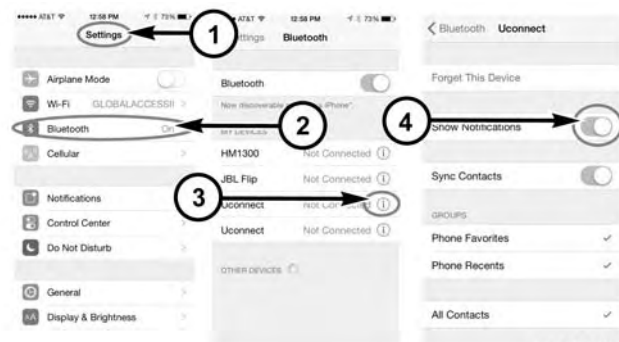 AT&T 12:58 PM 73%
Settings
1
Airplane Mode
Wi-Fi GLOBALACCESSII
Bluetooth On
Cellular
Notifications
Control Center
Do Not Disturb
General
Display & Brightness
AT&T 12:58 PM 73%
Settings Bluetooth
Bluetooth
Now discoverable iPhone".
2
MY DEVICES
HM1300 Not Connected
JBL Flip Not Connected
3
Uconnect Not Connected
Uconnect Not Connected
OTHER DEVICES
Bluetooth Uconnect
Forget This Device
4
Show Notifications
Sync Contacts
GROUPS
Phone Favorites
Phone Recents
All Contacts